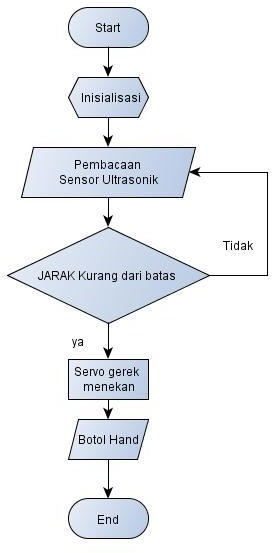 Start
Inisialisasi
Pembacaan
Sensor Ultrasonik
JARAK Kurang dari batas
Tidak
ya
Servo gerek
menekan
Botol Hand
End